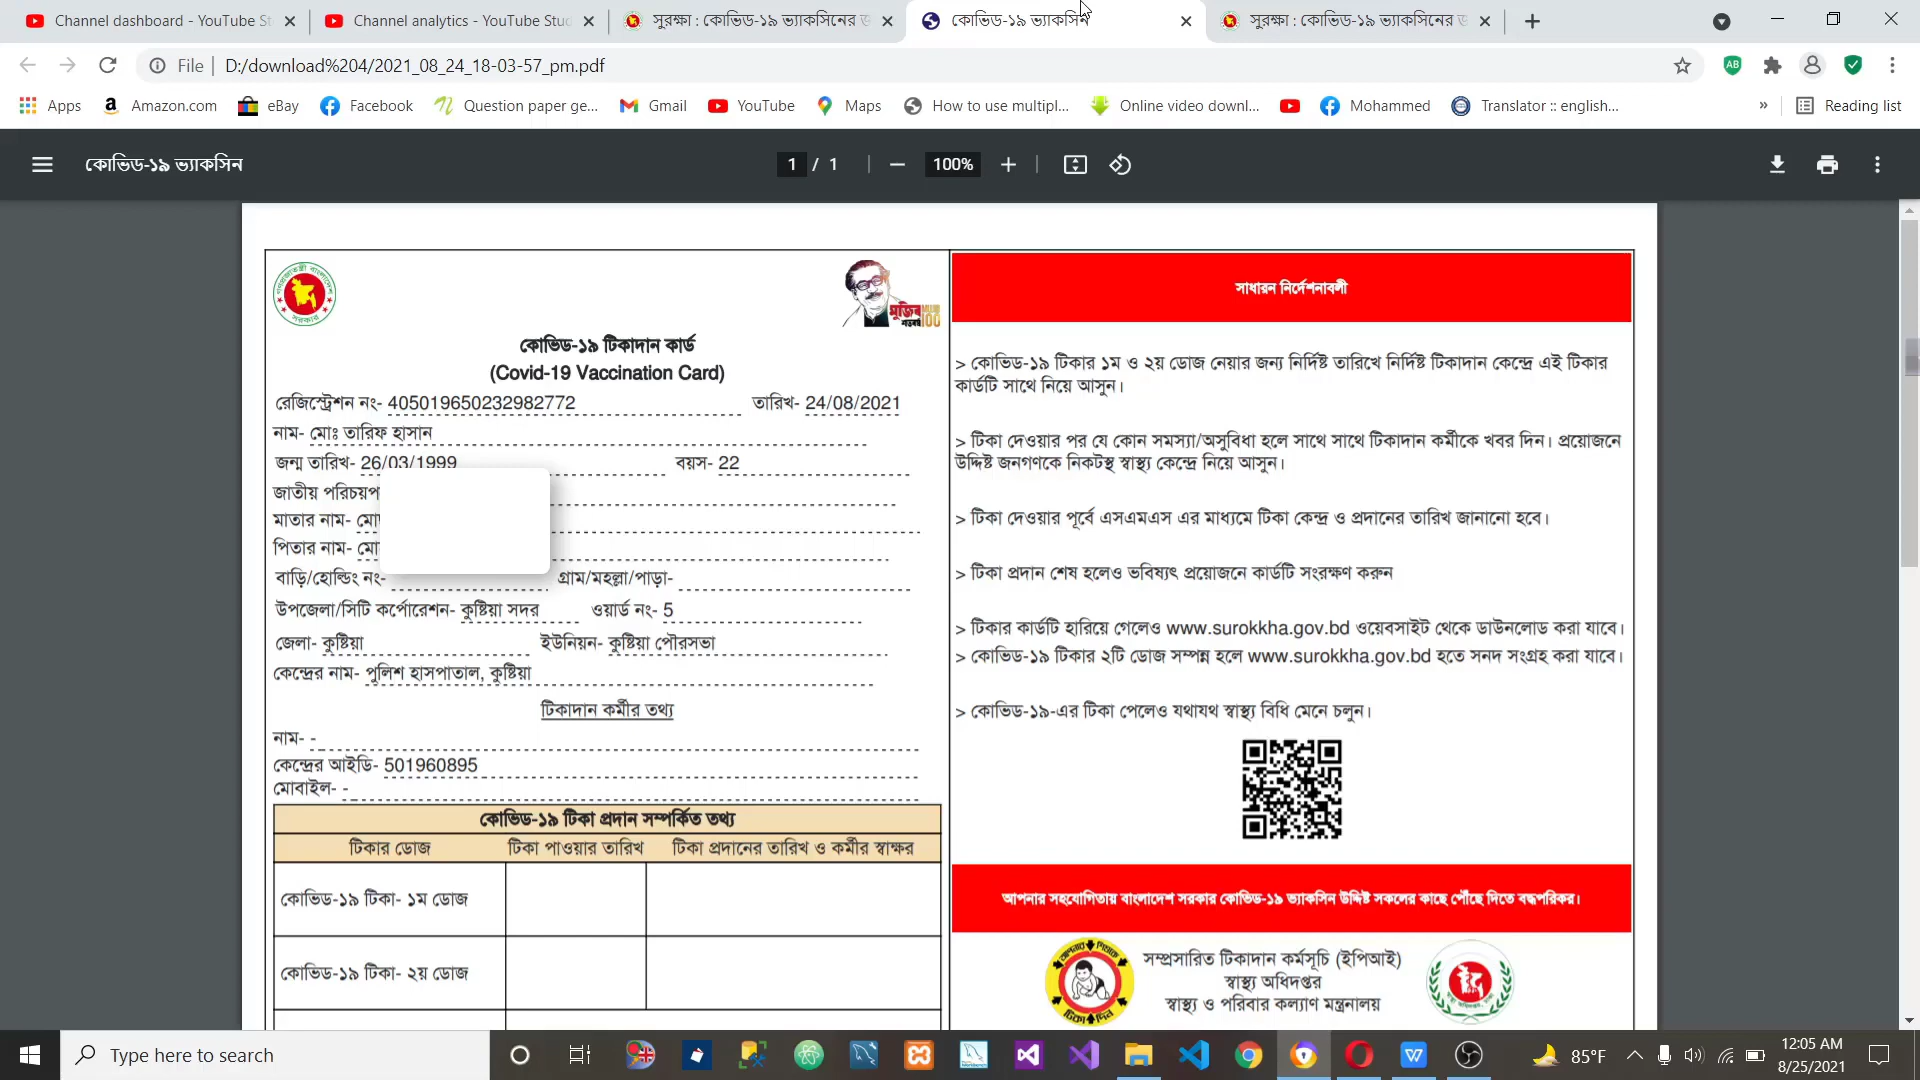 Channel dashboard - YouTube St
Channel analytics - YouTube Stud
সুরক্ষা : কোভিড-১৯ ভ্যাকসিনের
কোভিড-১৯ ভ্যাকসিন
সুরক্ষা : কোভিড-১৯ ভ্যাকসিনের
File
D:/download%204/2021_08_24_18-03-57_pm.pdf
Apps
Amazon.com
eBay
Facebook
Question paper ge...
Gmail
YouTube
Maps
How to use multipl...
Online video downl...
Mohammed
Translator :: english...
»
Reading list
কোভিড-১৯ ভ্যাকসিন
1 / 1
100%
কোভিড-১৯ টিকাদান কার্ড
(Covid-19 Vaccination Card)
রেজিস্ট্রেশন নং- 405019650232982772 তারিখ- 24/08/2021
নাম- মোঃ তারিফ হাসান
জন্ম তারিখ- 26/03/1999 বয়স- 22
জাতীয় পরিচয়প
মাতার নাম-
পিতার নাম- মো
বাড়ি/হোল্ডিং নং- গ্রাম/মহল্লা/পাড়া-
উপজেলা/সিটি কর্পোরেশন- কুষ্টিয়া সদর ওয়ার্ড নং- 5
জেলা- কুষ্টিয়া ইউনিয়ন- কুষ্টিয়া পৌরসভা
কেন্দ্রের নাম- পুলিশ হাসপাতাল, কুষ্টিয়া
টিকাদান কর্মীর তথ্য
নাম- -
কেন্দ্রের আইডি- 501960895
মোবাইল- -
কোভিড-১৯ টিকা প্রদান সম্পর্কিত তথ্য
টিকার ডোজ টিকা পাওয়ার তারিখ টিকা প্রদানের তারিখ ও কর্মীর স্বাক্ষর
কোভিড-১৯ টিকা- ১ম ডোজ
কোভিড-১৯ টিকা- ২য় ডোজ
সাধারন নির্দেশনাবলী
> কোভিড-১৯ টিকার ১ম ও ২য় ডোজ নেয়ার জন্য নির্দিষ্ট তারিখে নির্দিষ্ট টিকাদান কেন্দ্রে এই টিকার
কার্ডটি সাথে নিয়ে আসুন।
> টিকা দেওয়ার পর যে কোন সমস্যা/অসুবিধা হলে সাথে সাথে টিকাদান কর্মীকে খবর দিন। প্রয়োজনে
উদ্দিষ্ট জনগণকে নিকটস্থ স্বাস্থ্য কেন্দ্রে নিয়ে আসুন।
> টিকা দেওয়ার পূর্বে এসএমএস এর মাধ্যমে টিকা কেন্দ্র ও প্রদানের তারিখ জানানো হবে।
> টিকা প্রদান শেষ হলেও ভবিষ্যৎ প্রয়োজনে কার্ডটি সংরক্ষণ করুন
> টিকার কার্ডটি হারিয়ে গেলেও www.surokkha.gov.bd ওয়েবসাইট থেকে ডাউনলোড করা যাবে।
> কোভিড-১৯ টিকার ২টি ডোজ সম্পন্ন হলে www.surokkha.gov.bd হতে সনদ সংগ্রহ করা যাবে।
> কোভিড-১৯-এর টিকা পেলেও যথাযথ স্বাস্থ্য বিধি মেনে চলুন।
আপনার সহযোগিতায় বাংলাদেশ সরকার কোভিড-১৯ ভ্যাকসিন উদ্দিষ্ট সকলের কাছে পৌঁছে দিতে বদ্ধপরিকর।
সম্প্রসারিত টিকাদান কর্মসূচি (ইপিআই)
স্বাস্থ্য অধিদপ্তর
স্বাস্থ্য ও পরিবার কল্যাণ মন্ত্রনালয়
Type here to search
85°F
12:05 AM
8/25/2021